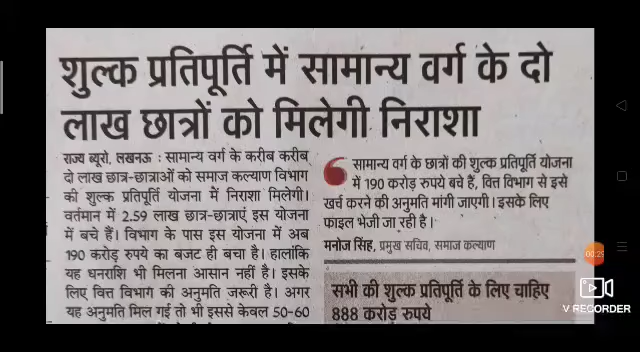 शुल्क प्रतिपूर्ति में सामान्य वर्ग के दो
लाख छात्रों को मिलेगी निराशा
राज्य ब्यूरो, लखनऊ : सामान्य वर्ग के करीब करीब
दो लाख छात्र-छात्राओं को समाज कल्याण विभाग
की शुल्क प्रतिपूर्ति योजना में निराशा मिलेगी।
वर्तमान में 2.59 लाख छात्र-छात्राएं इस योजना
में बचे हैं। विभाग के पास इस योजना में अब
190 करोड़ रुपये का बजट ही बचा है। हालांकि
यह धनराशि भी मिलना आसान नहीं है। इसके
लिए वित्त विभाग की अनुमति जरूरी है। अगर
यह अनुमति मिल गई तो भी इससे केवल 50-60
सामान्य वर्ग के छात्रों की शुल्क प्रतिपूर्ति योजना
में 190 करोड़ रुपये बचे हैं, वित्त विभाग से इसे
खर्च करने की अनुमति मांगी जाएगी। इसके लिए
फाइल भेजी जा रही है।
मनोज सिंह, प्रमुख सचिव, समाज कल्याण
सभी की शुल्क प्रतिपूर्ति के लिए चाहिए
888 करोड़ रुपये
00:29
V RECORDER